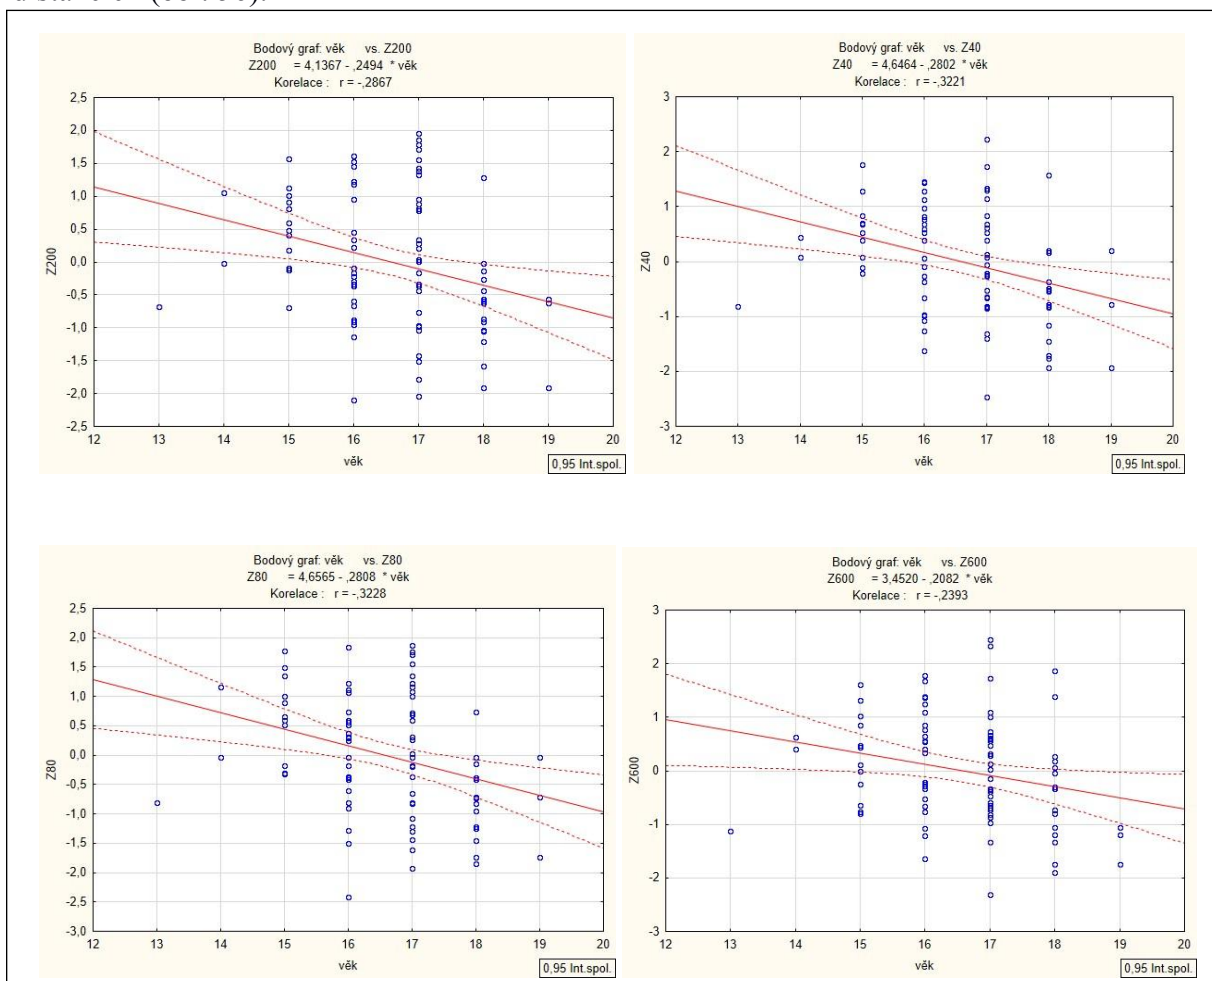 Bodový graf: věk vs. Z200
Z200 = 4,1367 - ,2494 * věk
Korelace : r = -,2867
2,5
2,0
1,5
1,0
0,5
0,0
-0,5
-1,0
-1,5
-2,0
-2,5
Z200
12 13 14 15 16 17 18 19 20
věk
0,95 Int.spol.
Bodový graf: věk vs. Z40
Z40 = 4,6464 - ,2802 * věk
Korelace : r = -,3221
3
2
1
0
-1
-2
-3
Z40
12 13 14 15 16 17 18 19 20
věk
0,95 Int.spol.
Bodový graf: věk vs. Z80
Z80 = 4,6565 - ,2808 * věk
Korelace : r = -,3228
2,5
2,0
1,5
1,0
0,5
0,0
-0,5
-1,0
-1,5
-2,0
-2,5
-3,0
Z80
12 13 14 15 16 17 18 19 20
věk
0,95 Int.spol.
Bodový graf: věk vs. Z600
Z600 = 3,4520 - ,2082 * věk
Korelace : r = -,2393
3
2
1
0
-1
-2
-3
Z600
12 13 14 15 16 17 18 19 20
věk
0,95 Int.spol.